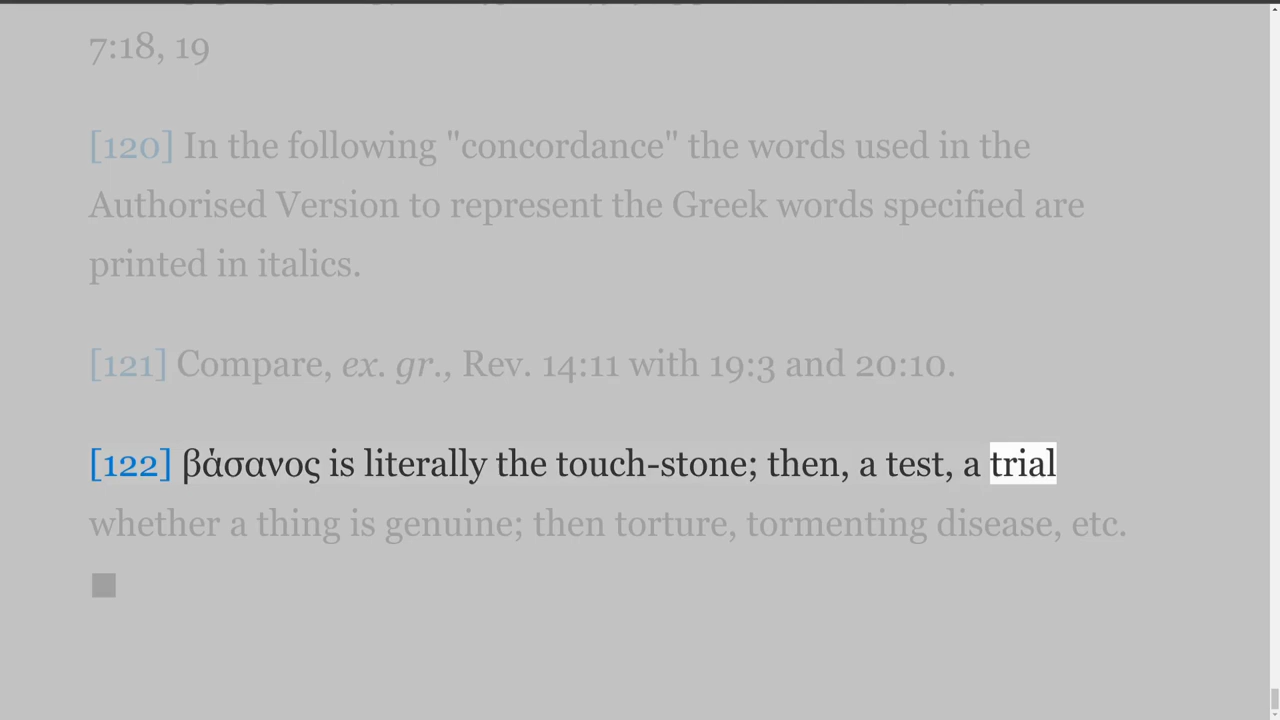 7:18, 19
[120] In the following "concordance" the words used in the
Authorised Version to represent the Greek words specified are
printed in italics.
[121] Compare, ex. gr., Rev. 14:11 with 19:3 and 20:10.
[122] βάσανος is literally the touch-stone; then, a test, a trial
whether a thing is genuine; then torture, tormenting disease, etc.